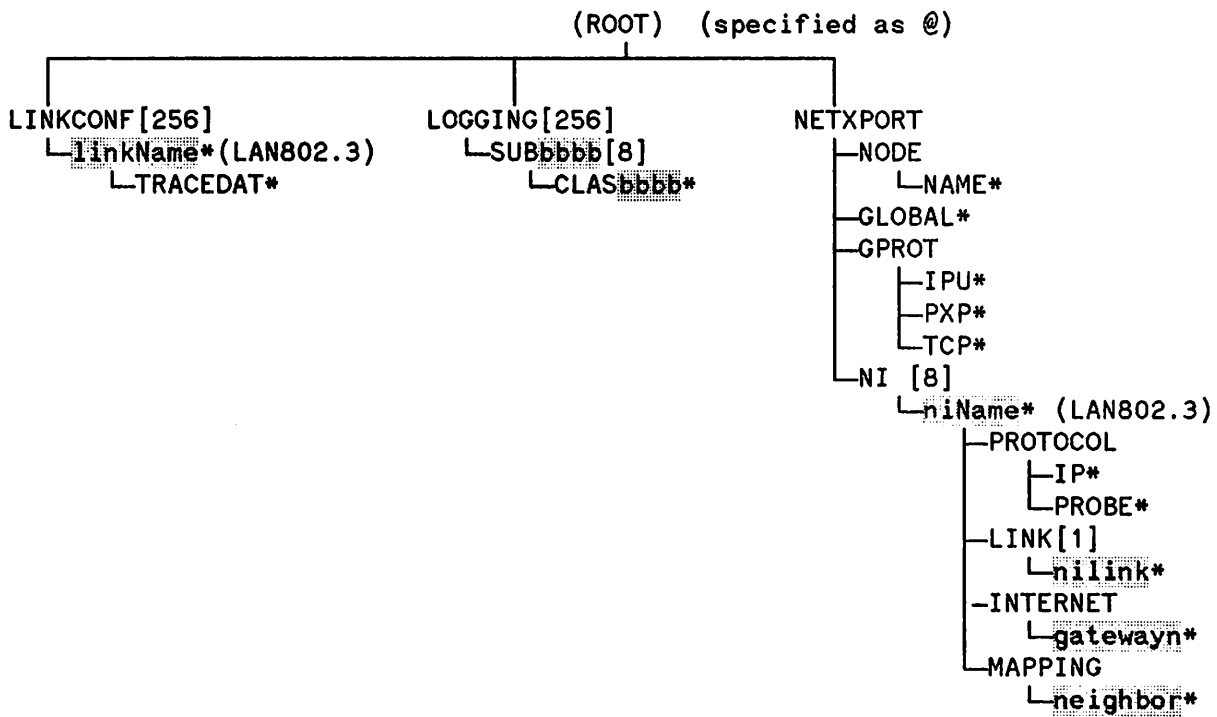 (ROOT) (specified as @)
LINKCONF[256] LOGGING[256] NETXPORT
linkName*(LAN802.3) SUBbbbb[8] NODE
TRACEDAT* CLASbbbb* NAME*
GLOBAL*
GPROT
IPU*
PXP*
TCP*
NI [8]
niName* (LAN802.3)
PROTOCOL
IP*
PROBE*
LINK[1]
nilink*
INTERNET
gatewayn*
MAPPING
neighbor*